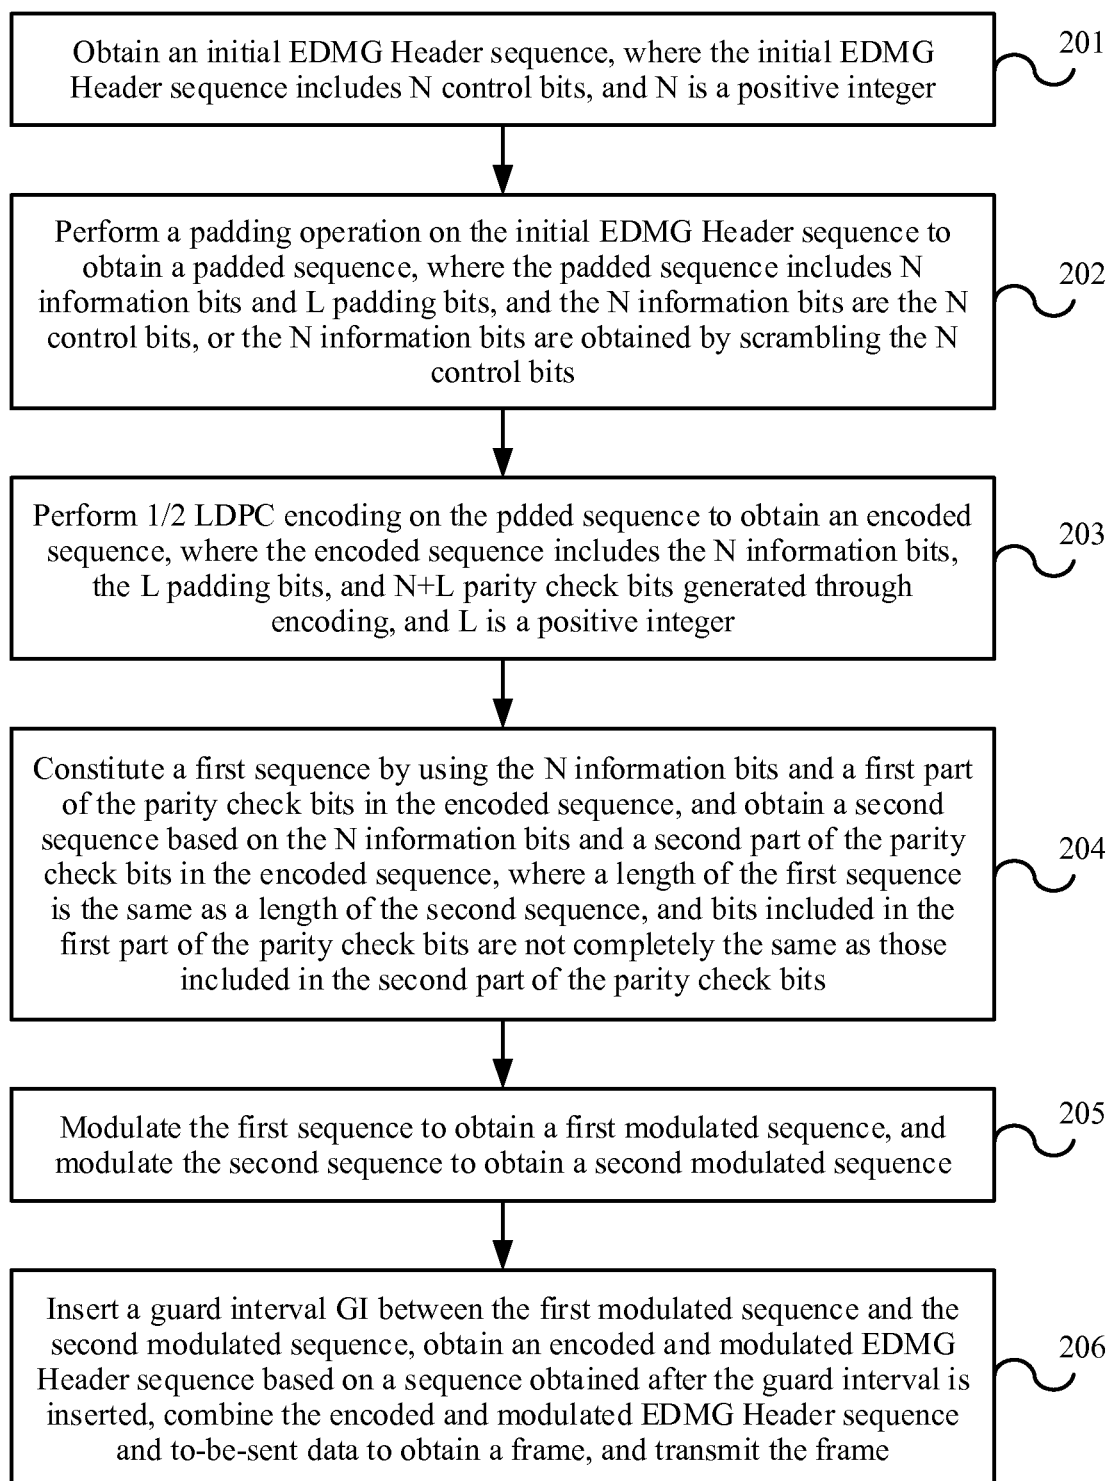 Obtain an initial EDMG Header sequence, where the initial EDMG
Header sequence includes N control bits, and N is a positive integer
201
Perform a padding operation on the initial EDMG Header sequence to
obtain a padded sequence, where the padded sequence includes N
information bits and L padding bits, and the N information bits are the N
control bits, or the N information bits are obtained by scrambling the N
control bits
202
Perform 1/2 LDPC encoding on the pdded sequence to obtain an encoded
sequence, where the encoded sequence includes the N information bits,
the L padding bits, and N+L parity check bits generated through
encoding, and L is a positive integer
203
Constitute a first sequence by using the N information bits and a first part
of the parity check bits in the encoded sequence, and obtain a second
sequence based on the N information bits and a second part of the parity
check bits in the encoded sequence, where a length of the first sequence
is the same as a length of the second sequence, and bits included in the
first part of the parity check bits are not completely the same as those
included in the second part of the parity check bits
204
Modulate the first sequence to obtain a first modulated sequence, and
modulate the second sequence to obtain a second modulated sequence
205
Insert a guard interval GI between the first modulated sequence and the
second modulated sequence, obtain an encoded and modulated EDMG
Header sequence based on a sequence obtained after the guard interval is
inserted, combine the encoded and modulated EDMG Header sequence
and to-be-sent data to obtain a frame, and transmit the frame
206